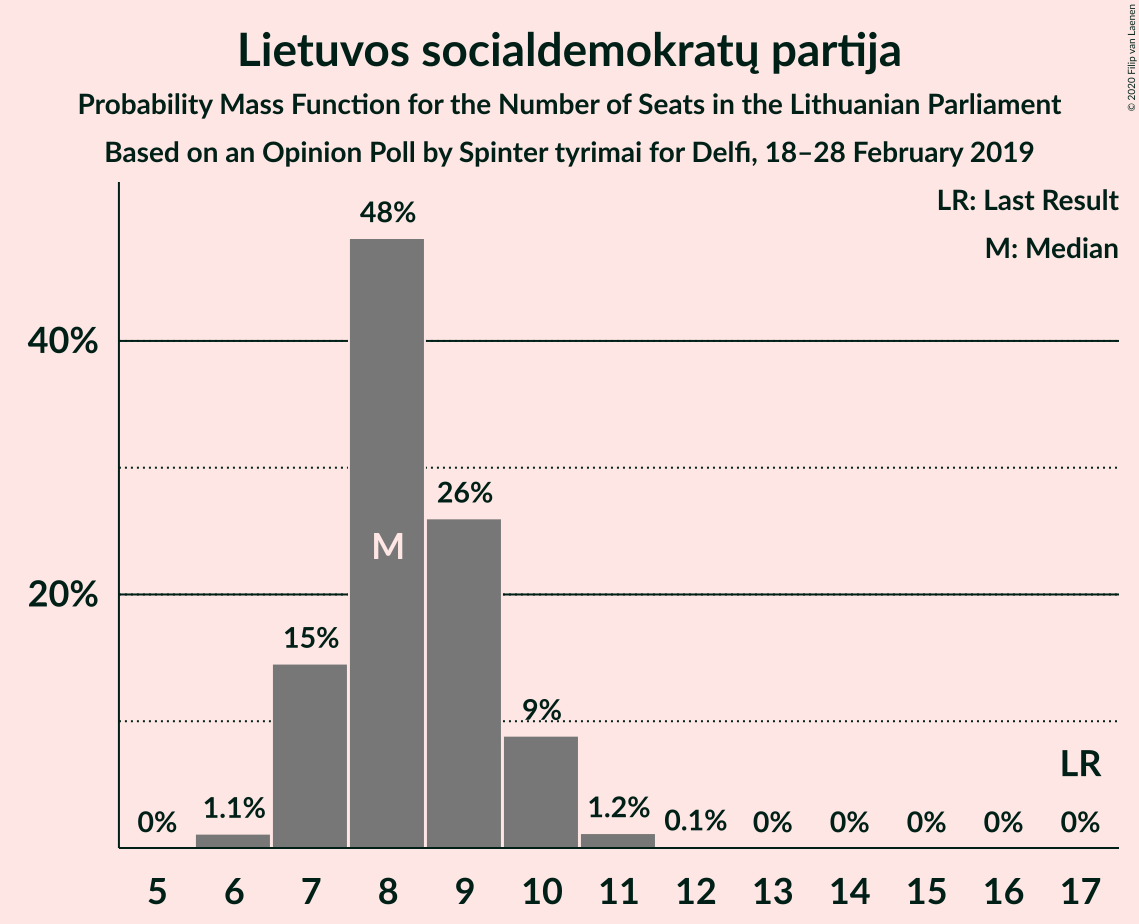 Lietuvos socialdemokratų partija
Probability Mass Function for the Number of Seats in the Lithuanian Parliament
Based on an Opinion Poll by Spinter tyrimai for Delfi, 18–28 February 2019
© 2020 Filip van Laenen
LR: Last Result
M: Median
48%
40%
26%
M
20%
15%
9%
LR
0% 1.1% 1.2% 0.1% 0% 0% 0% 0% 0%
5 6 7 8 9 10 11 12 13 14 15 16 17